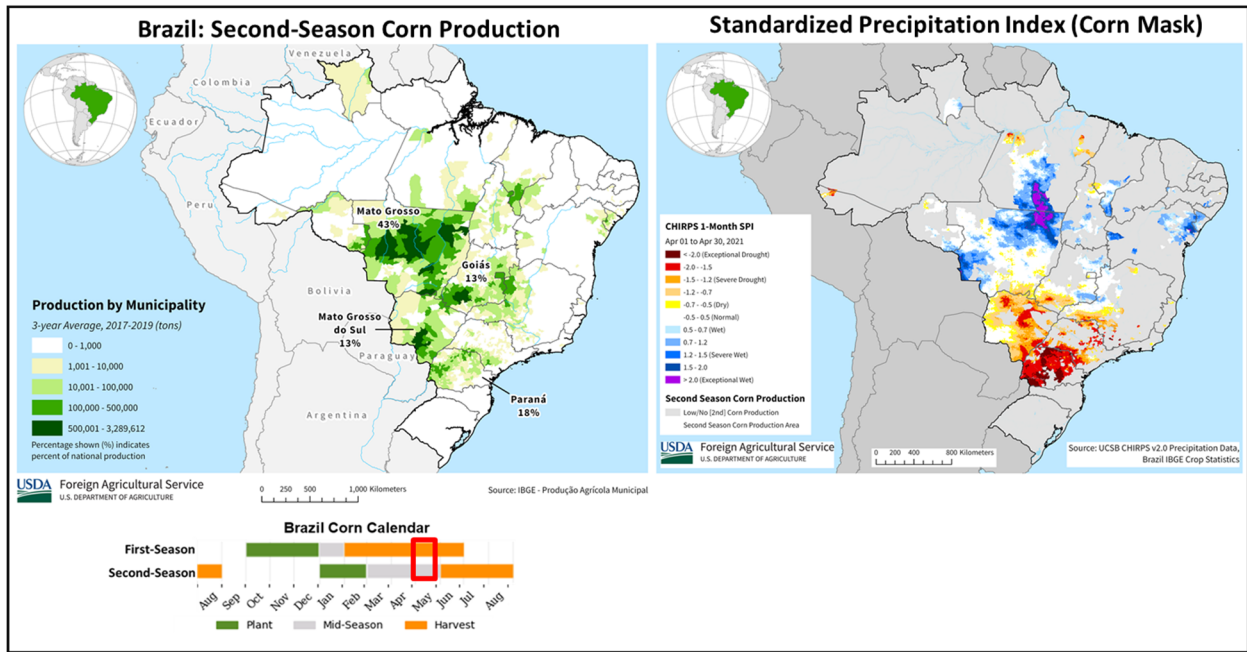 Brazil: Second-Season Corn Production
Venezuela
Colombia
Ecuador
Peru
Mato Grosso
43%
Goiás
13%
Bolivia
Mato Grosso
do Sul
13%
Paraguay
Paraná
18%
Argentina
Production by Municipality
3-year Average, 2017-2019 (tons)
0 - 1,000
1,001 - 10,000
10,001 - 100,000
100,000 - 500,000
500,001 - 3,289,612
Percentage shown (%) indicates
percent of national production
USDA
Foreign Agricultural Service
U.S. DEPARTMENT OF AGRICULTURE
0 250 500 1,000 Kilometers
Source: IBGE - Produção Agrícola Municipal
Standardized Precipitation Index (Corn Mask)
CHIRPS 1-Month SPI
Apr 01 to Apr 30, 2021
< -2.0 (Exceptional Drought)
-2.0 - -1.5
-1.5 - -1.2 (Severe Drought)
-1.2 - -0.7
-0.7 - -0.5 (Dry)
-0.5 - 0.5 (Normal)
0.5 - 0.7 (Wet)
0.7 - 1.2
1.2 - 1.5 (Severe Wet)
1.5 - 2.0
> 2.0 (Exceptional Wet)
Second Season Corn Production
Low/No [2nd] Corn Production
Second Season Corn Production Area
USDA
Foreign Agricultural Service
U.S. DEPARTMENT OF AGRICULTURE
0 200 400 800 Kilometers
Source: UCSB CHIRPS v2.0 Precipitation Data,
Brazil IBGE Crop Statistics
Brazil Corn Calendar
First-Season
Second-Season
Aug Sep Oct Nov Dec Jan Feb Mar Apr May Jun Jul Aug
Plant Mid-Season Harvest